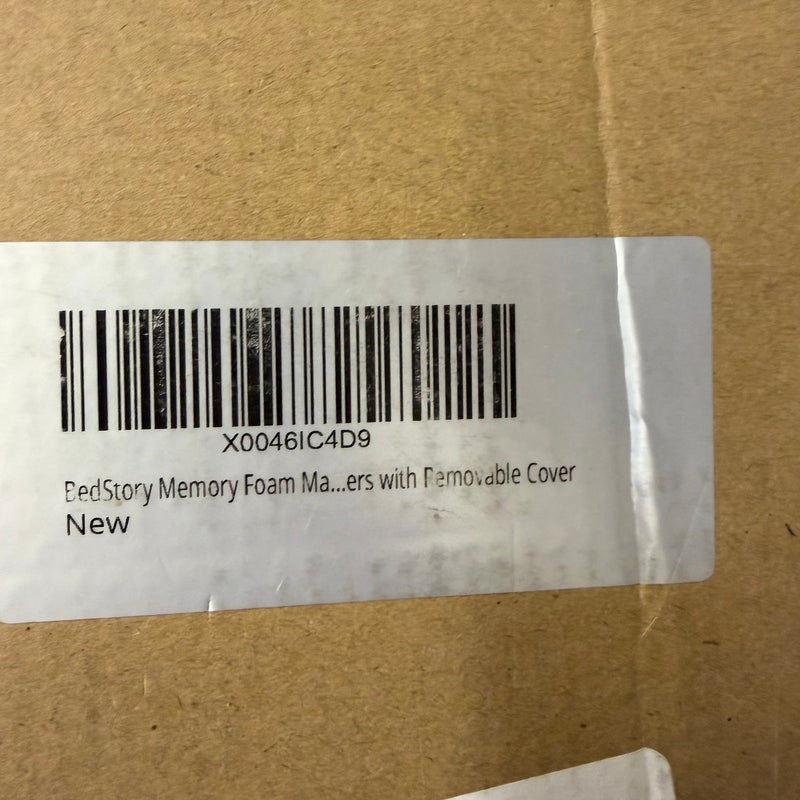 X0046IC4D9
BedStory Memory Foam Ma...ers with Removable Cover
New